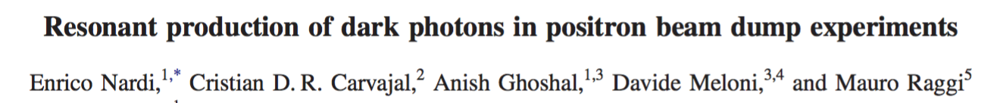 Resonant production of dark photons in positron beam dump experiments
Enrico Nardi,1,* Cristian D. R. Carvajal,2 Anish Ghoshal,1,3 Davide Meloni,3,4 and Mauro Raggi5